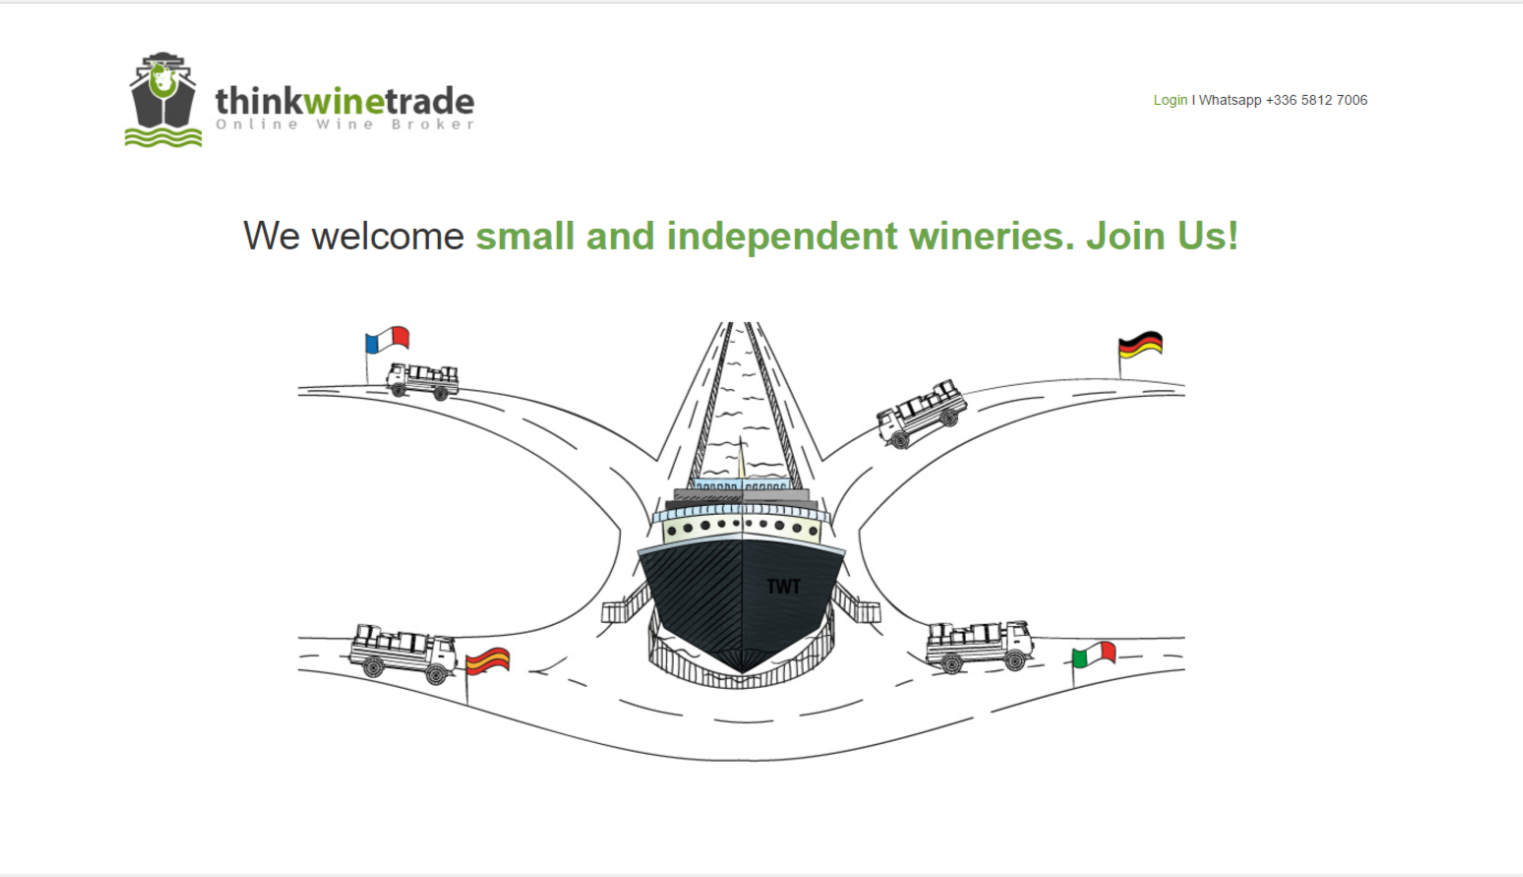 thinkwinetrade
Online Wine Broker
Login I Whatsapp +336 5812 7006
We welcome small and independent wineries. Join Us!
TWT